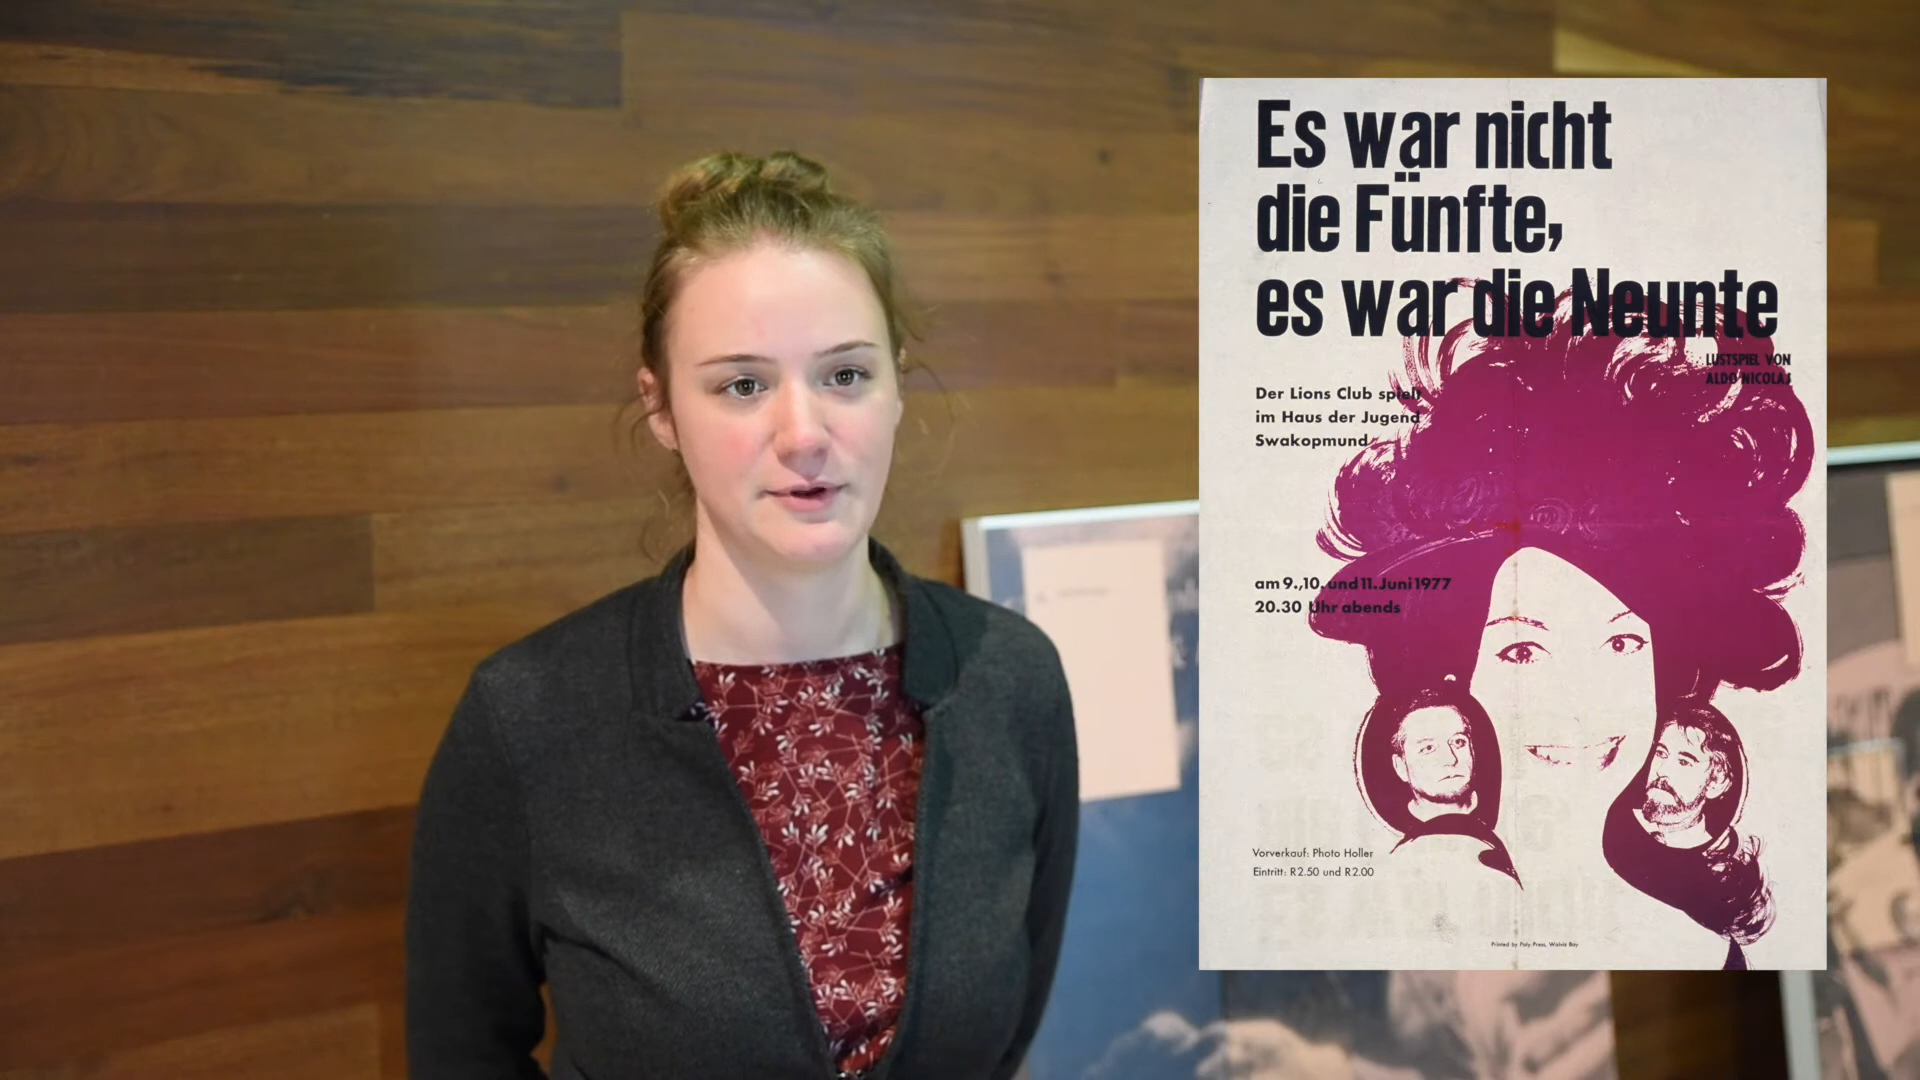 Es war nicht
die Fünfte,
es war die Neunte
LUSTSPIEL VON
ALDO NICOLAJ
Der Lions Club spielt
im Haus der Jugend
Swakopmund
am 9.,10. und 11. Juni 1977
20.30 Uhr abends
Vorverkauf: Photo Holler
Eintritt: R 2.50 und R 2.00
Printed by Poly Press, Walvis Bay